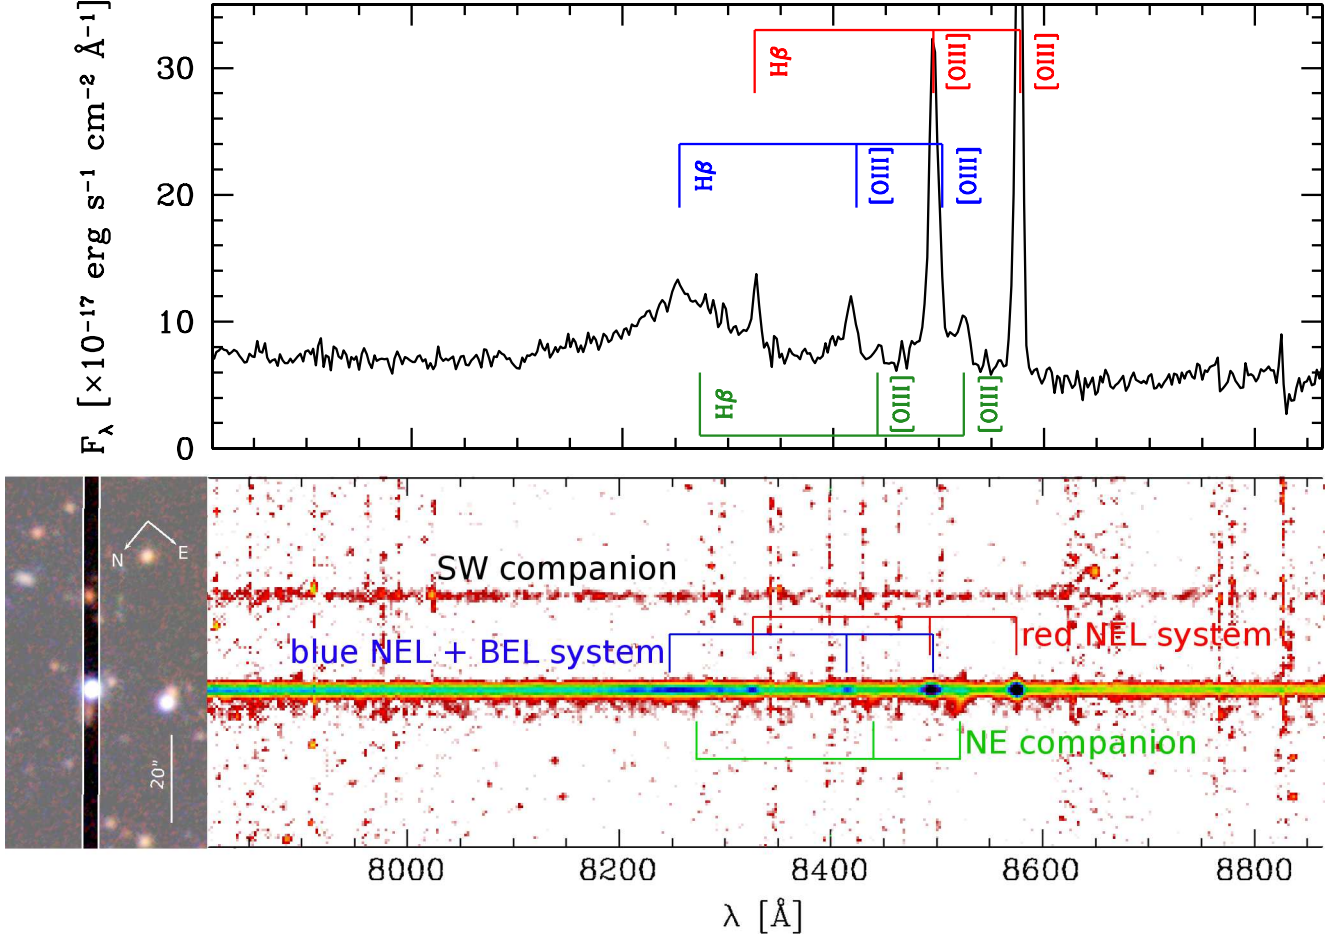 F_λ [×10⁻¹⁷ erg s⁻¹ cm⁻² Å⁻¹]
30
20
10
0
Hβ [OIII] [OIII]
Hβ [OIII] [OIII]
Hβ [OIII] [OIII]
N E
20"
SW companion
blue NEL + BEL system
red NEL system
NE companion
8000 8200 8400 8600 8800
λ [Å]